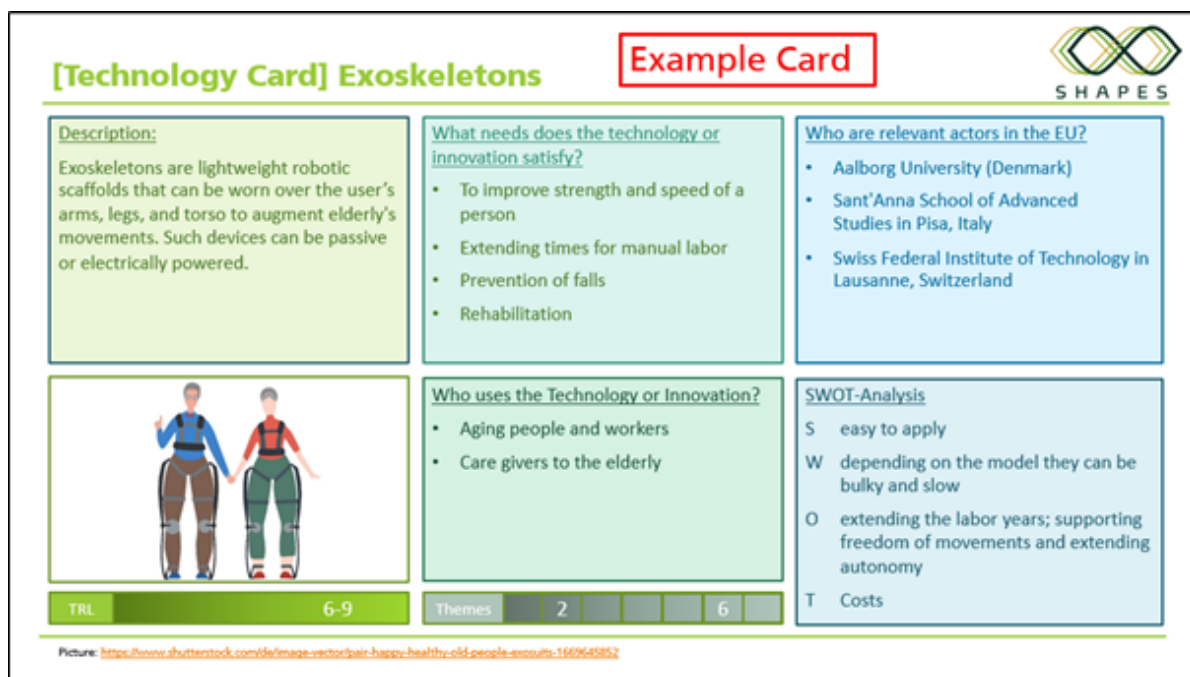 [Technology Card] Exoskeletons
Example Card
SHAPES
Description:
Exoskeletons are lightweight robotic
scaffolds that can be worn over the user's
arms, legs, and torso to augment elderly's
movements. Such devices can be passive
or electrically powered.
What needs does the technology or
innovation satisfy?
• To improve strength and speed of a
person
• Extending times for manual labor
• Prevention of falls
• Rehabilitation
Who are relevant actors in the EU?
• Aalborg University (Denmark)
• Sant'Anna School of Advanced
Studies in Pisa, Italy
• Swiss Federal Institute of Technology in
Lausanne, Switzerland
Who uses the Technology or Innovation?
• Aging people and workers
• Care givers to the elderly
SWOT-Analysis
S easy to apply
W depending on the model they can be
bulky and slow
O extending the labor years; supporting
freedom of movements and extending
autonomy
T Costs
TRL 6-9
Themes 2 6
Picture: https://www.shutterstock.com/de/image-vector/pair-happy-healthy-old-people-exosuits-1669645852